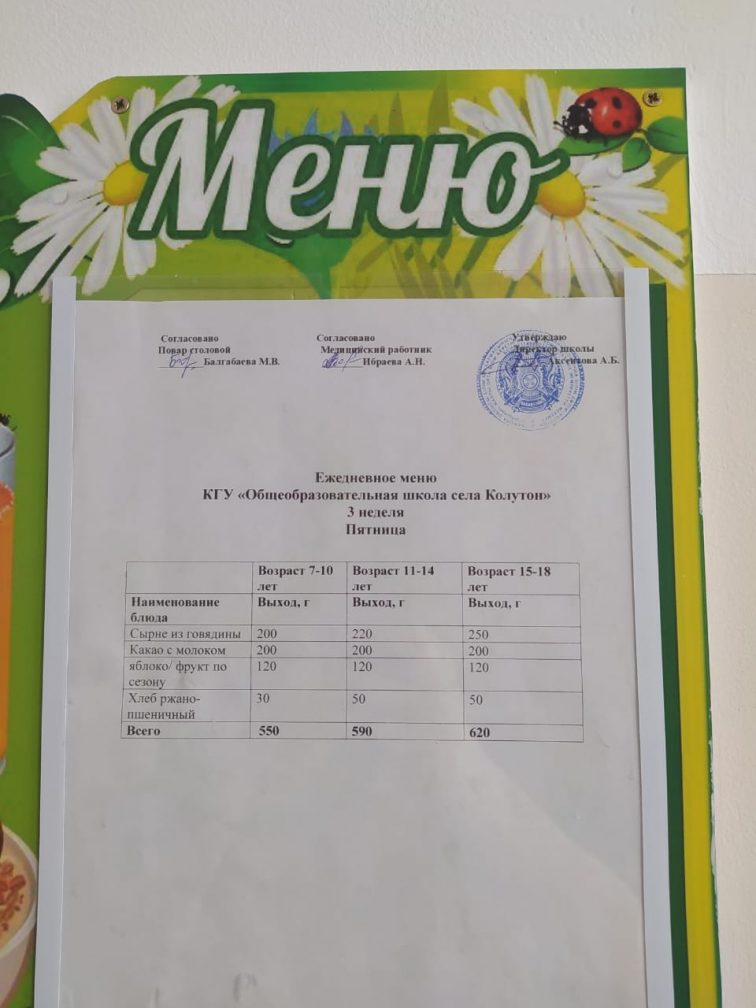 Меню
Согласовано Согласовано Утверждаю
Повар столовой Медицинский работник Директор школы
Балгабаева М.В. Ибраева А.Н. Аксентова А.Б.
Ежедневное меню
КГУ «Общеобразовательная школа села Колутон»
3 неделя
Пятница
Возраст 7-10 Возраст 11-14 Возраст 15-18
лет лет лет
Наименование Выход, г Выход, г Выход, г
блюда
Сырне из говядины 200 220 250
Какао с молоком 200 200 200
яблоко/ фрукт по 120 120 120
сезону
Хлеб ржано- 30 50 50
пшеничный
Всего 550 590 620